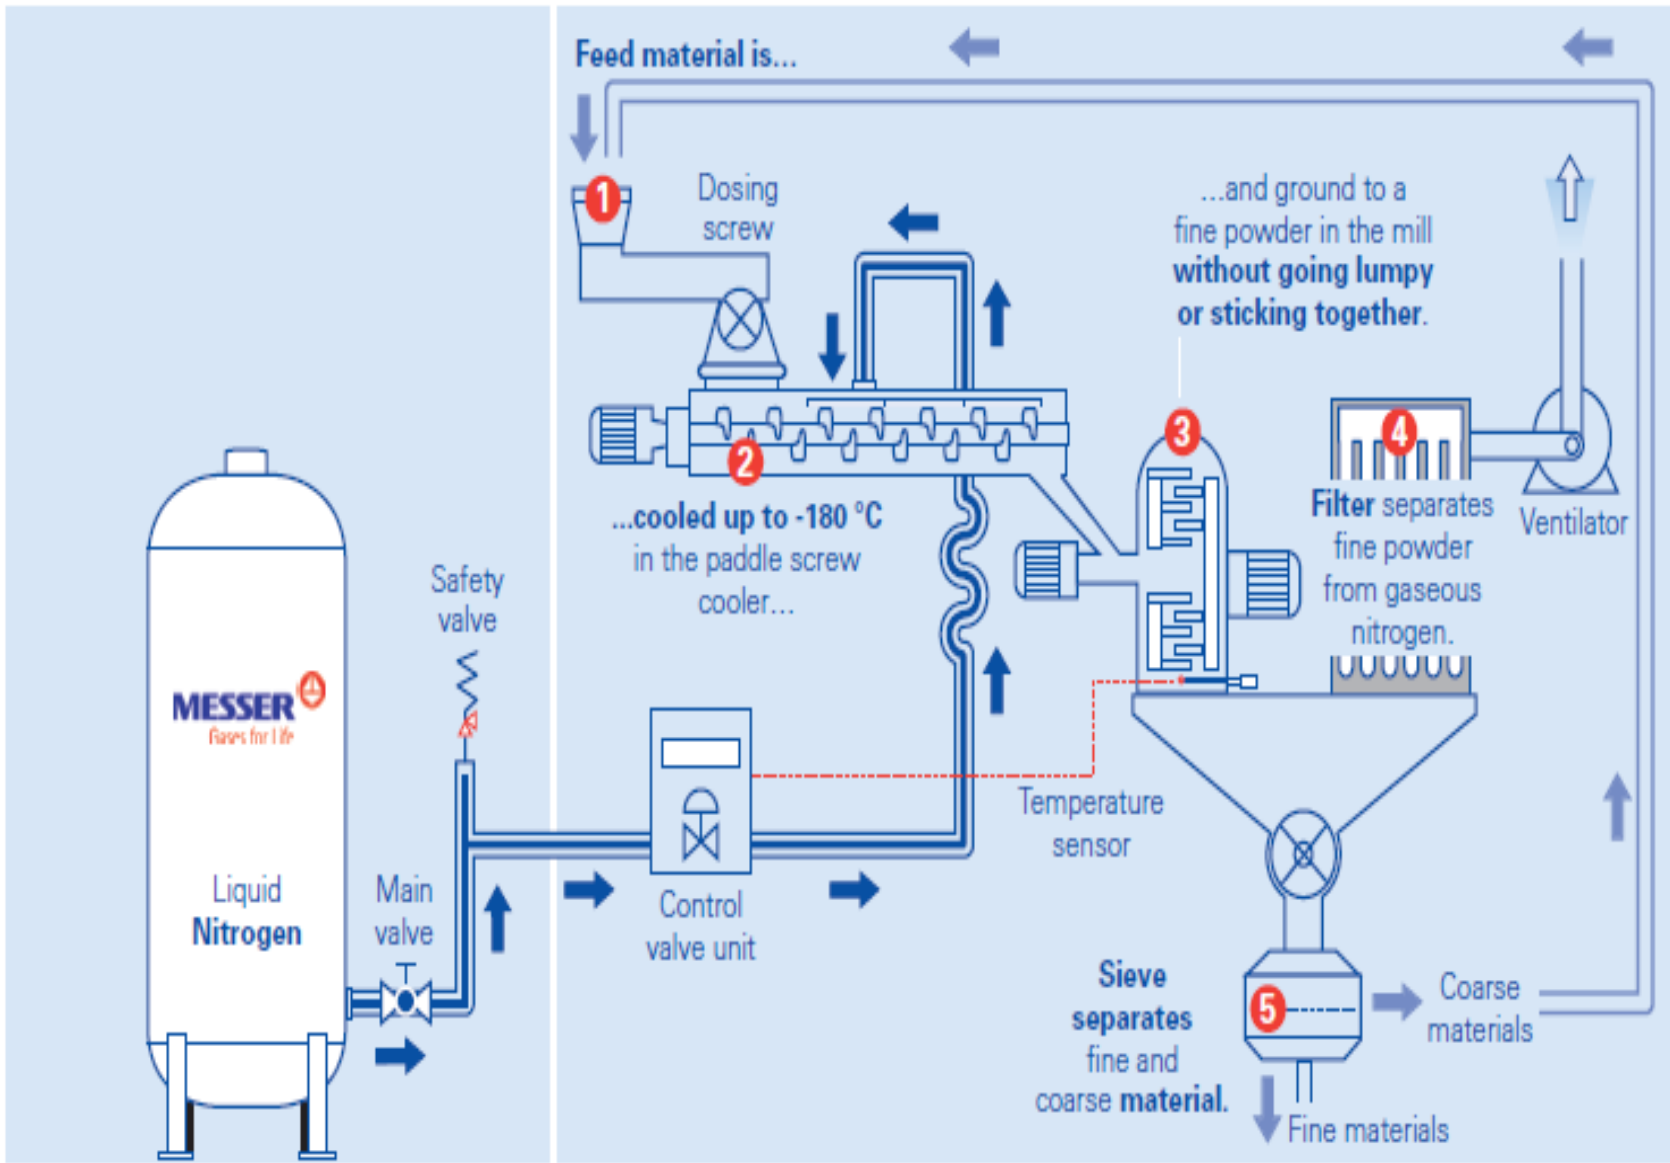 Feed material is...
1
Dosing
screw
...and ground to a
fine powder in the mill
without going lumpy
or sticking together.
2
...cooled up to -180 °C
in the paddle screw
cooler...
3
4
Filter separates
fine powder
from gaseous
nitrogen.
Ventilator
Safety
valve
MESSER
Gases for Life
Liquid
Nitrogen
Main
valve
Control
valve unit
Temperature
sensor
Sieve
separates
fine and
coarse material.
5
Coarse
materials
Fine materials